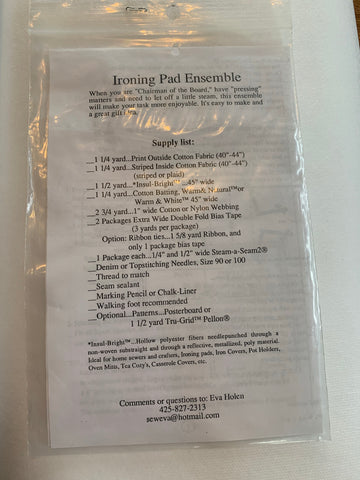 Ironing Pad Ensemble
When you are "Chairman of the Board," have "pressing"
matters and need to let off a little steam, this ensemble
will make your task more enjoyable. It's easy to make and
a great gift idea.
Supply list:
__1 1/4 yard...Print Outside Cotton Fabric (40"-44")
__1 1/4 yard...Striped Inside Cotton Fabric (40"-44")
(striped or plaid)
__1 1/2 yard...*Insul-Bright™...45" wide
__1 1/4 yard...Cotton Batting, Warm& Natural™or
Warm & White™ 45" wide
__2 3/4 yard...1" wide Cotton or Nylon Webbing
__2 Packages Extra Wide Double Fold Bias Tape
(3 yards per package)
Option: Ribbon ties...1 5/8 yard Ribbon, and
only 1 package bias tape
__1 Package each...1/4" and 1/2" wide Steam-a-Seam2®
__Denim or Topstitching Needles, Size 90 or 100
__Thread to match
__Seam sealant
__Marking Pencil or Chalk-Liner
__Walking foot recommended
__Optional...Patterns...Posterboard or
1 1/2 yard Tru-Grid™ Pellon®
*Insul-Bright™...Hollow polyester fibers needlepunched through a
non-woven substraight and through a reflective, metallized, poly material.
Ideal for home sewers and crafters, Ironing pads, Iron Covers, Pot Holders,
Oven Mitts, Tea Cozy's, Casserole Covers, etc.
Comments or questions to: Eva Holen
425-827-2313
seweva@hotmail.com